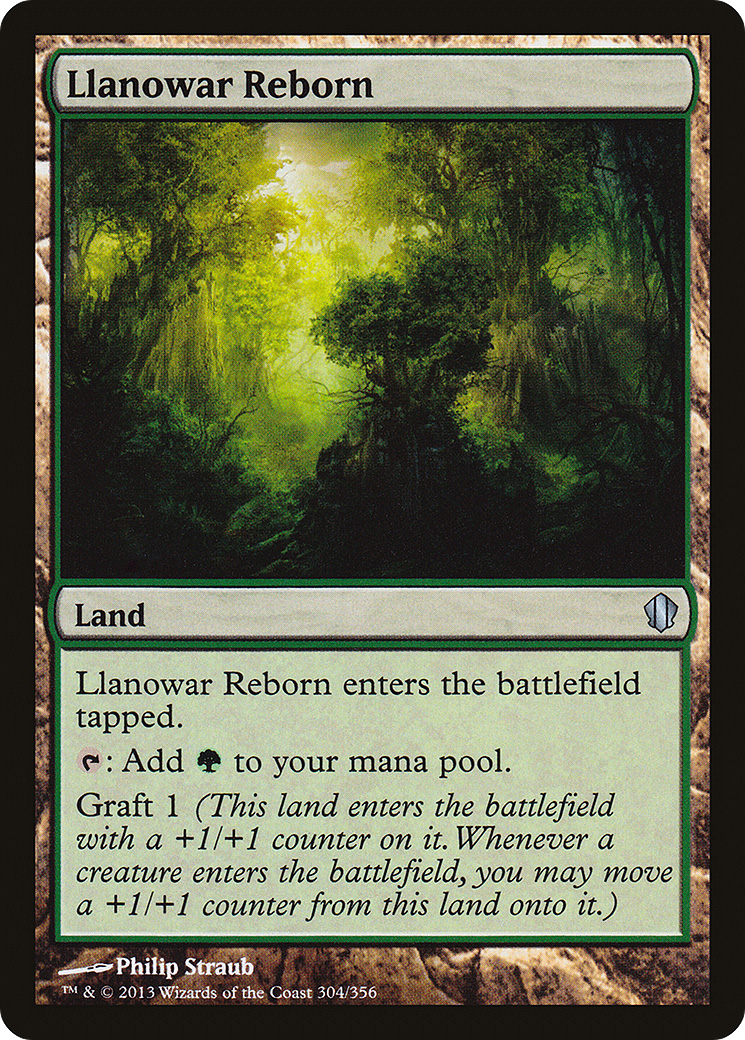 Llanowar Reborn
Land
Llanowar Reborn enters the battlefield
tapped.
: Add to your mana pool.
Graft 1 (This land enters the battlefield
with a +1/+1 counter on it. Whenever a
creature enters the battlefield, you may move
a +1/+1 counter from this land onto it.)
Philip Straub
™ & © 2013 Wizards of the Coast 304/356